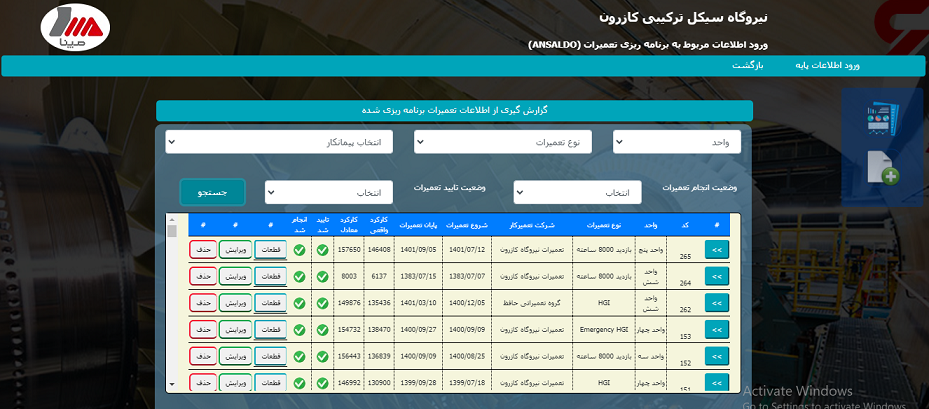 صینا
نیروگاه سیکل ترکیبی کازرون
ورود اطلاعات مربوط به برنامه ریزی تعمیرات (ANSALDO)
ورود اطلاعات پایه بازگشت
گزارش گیری از اطلاعات تعمیرات برنامه ریزی شده
واحد نوع تعمیرات انتخاب پیمانکار
وضعیت انجام تعمیرات انتخاب وضعیت تایید تعمیرات انتخاب جستجو
# کد واحد نوع تعمیرات شرکت تعمیرکار شروع تعمیرات پایان تعمیرات کارکرد واقعی کارکرد معادل تایید شد انجام شد # # #
>> 265 واحد پنج بازدید 8000 ساعته تعمیرات نیروگاه کازرون 1401/07/12 1401/09/05 146408 157650 قطعات ویرایش حذف
>> 264 واحد شش بازدید 8000 ساعته تعمیرات نیروگاه کازرون 1383/07/07 1383/07/15 6137 8003 قطعات ویرایش حذف
>> 262 واحد شش HGI گروه تعمیراتی حافظ 1400/12/05 1401/03/10 135436 149876 قطعات ویرایش حذف
>> 153 واحد چهار Emergency HGI تعمیرات نیروگاه کازرون 1400/09/09 1400/09/27 138470 154732 قطعات ویرایش حذف
>> 152 واحد سه بازدید 8000 ساعته تعمیرات نیروگاه کازرون 1400/08/25 1400/09/09 136839 156443 قطعات ویرایش حذف
>> 151 واحد چهار HGI تعمیرات نیروگاه کازرون 1399/07/18 1399/09/28 130900 146992 قطعات ویرایش حذف
Activate Windows
Go to Settings to activate Windows.